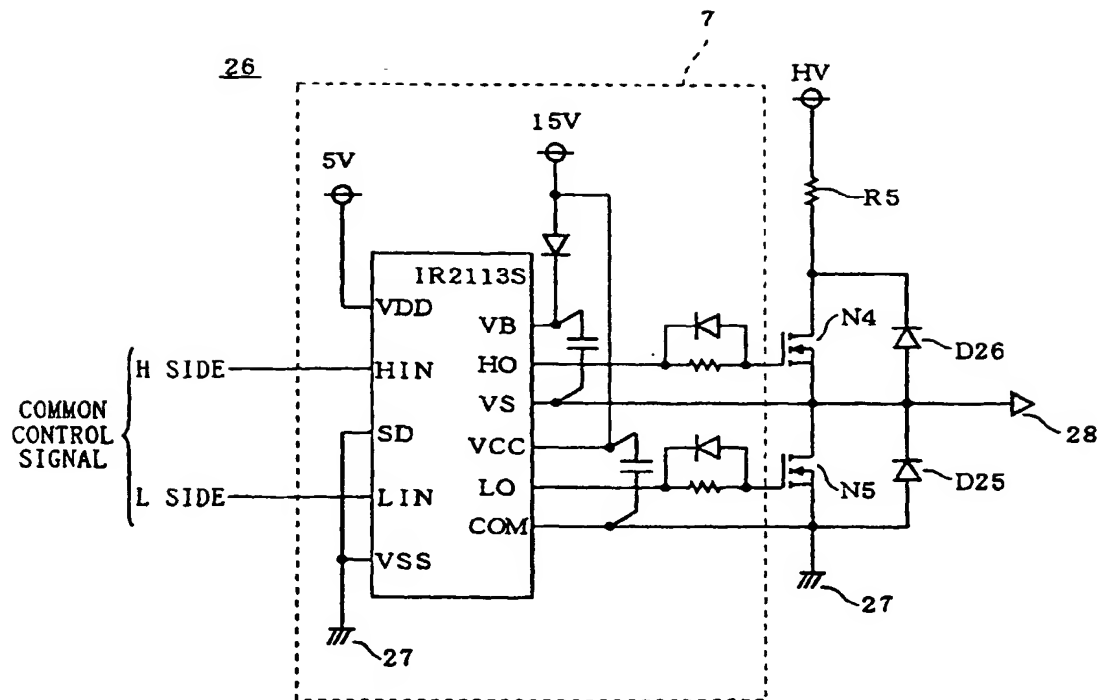 7
26
HV
15V
5V
R5
IR2113S
VDD
VB
N4
HO
D26
H SIDE
HIN
VS
COMMON
CONTROL
SIGNAL
SD
VCC
28
L SIDE
LIN
LO
N5
D25
COM
VSS
27
27